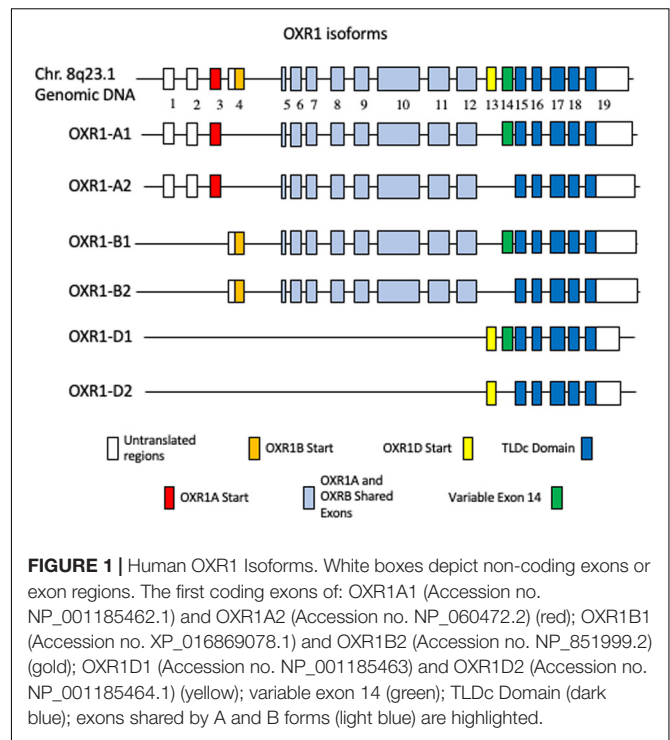 OXR1 isoforms
Chr. 8q23.1
Genomic DNA
1 2 3 4 5 6 7 8 9 10 11 12 13 14 15 16 17 18 19
OXR1-A1
OXR1-A2
OXR1-B1
OXR1-B2
OXR1-D1
OXR1-D2
Untranslated
regions
OXR1B Start
OXR1D Start
TLDc Domain
OXR1A Start
OXR1A and
OXRB Shared
Exons
Variable Exon 14
FIGURE 1 | Human OXR1 Isoforms. White boxes depict non-coding exons or
exon regions. The first coding exons of: OXR1A1 (Accession no.
NP_001185462.1) and OXR1A2 (Accession no. NP_060472.2) (red); OXR1B1
(Accession no. XP_016869078.1) and OXR1B2 (Accession no. NP_851999.2)
(gold); OXR1D1 (Accession no. NP_001185463) and OXR1D2 (Accession no.
NP_001185464.1) (yellow); variable exon 14 (green); TLDc Domain (dark
blue); exons shared by A and B forms (light blue) are highlighted.